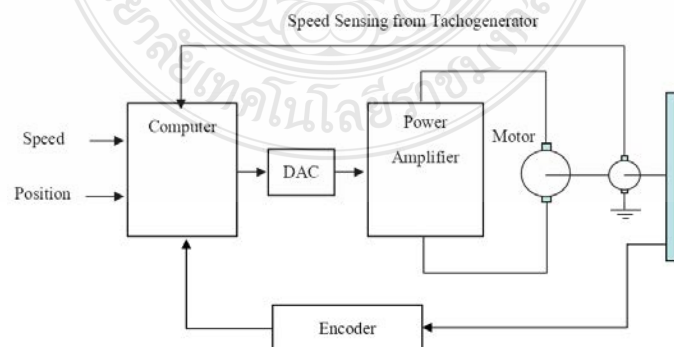 Speed Sensing from Tachogenerator
Computer
Power
Amplifier
Motor
Speed
DAC
Position
Encoder